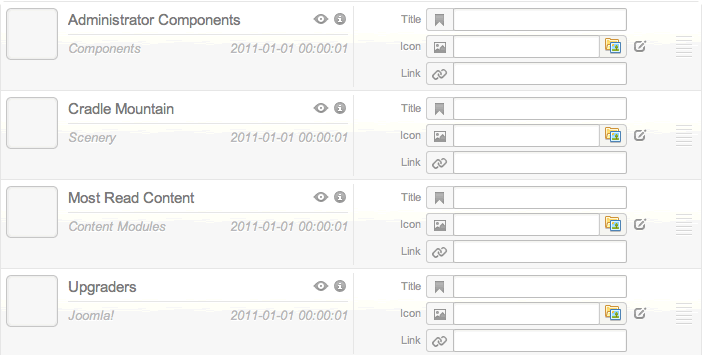 Administrator Components
Components 2011-01-01 00:00:01
Title
Icon
Link
Cradle Mountain
Scenery 2011-01-01 00:00:01
Title
Icon
Link
Most Read Content
Content Modules 2011-01-01 00:00:01
Title
Icon
Link
Upgraders
Joomla! 2011-01-01 00:00:01
Title
Icon
Link